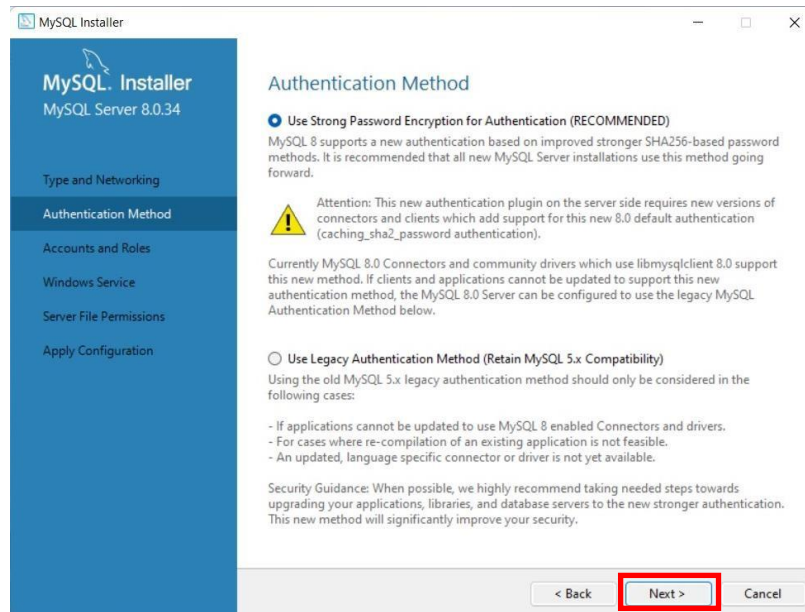 MySQL Installer
MySQL. Installer
MySQL Server 8.0.34
Type and Networking
Authentication Method
Accounts and Roles
Windows Service
Server File Permissions
Apply Configuration
Authentication Method
Use Strong Password Encryption for Authentication (RECOMMENDED)
MySQL 8 supports a new authentication based on improved stronger SHA256-based password
methods. It is recommended that all new MySQL Server installations use this method going
forward.
Attention: This new authentication plugin on the server side requires new versions of
connectors and clients which add support for this new 8.0 default authentication
(caching_sha2_password authentication).
Currently MySQL 8.0 Connectors and community drivers which use libmysqlclient 8.0 support
this new method. If clients and applications cannot be updated to support this new
authentication method, the MySQL 8.0 Server can be configured to use the legacy MySQL
Authentication Method below.
Use Legacy Authentication Method (Retain MySQL 5.x Compatibility)
Using the old MySQL 5.x legacy authentication method should only be considered in the
following cases:
- If applications cannot be updated to use MySQL 8 enabled Connectors and drivers.
- For cases where re-compilation of an existing application is not feasible.
- An updated, language specific connector or driver is not yet available.
Security Guidance: When possible, we highly recommend taking needed steps towards
upgrading your applications, libraries, and database servers to the new stronger authentication.
This new method will significantly improve your security.
< Back
Next >
Cancel